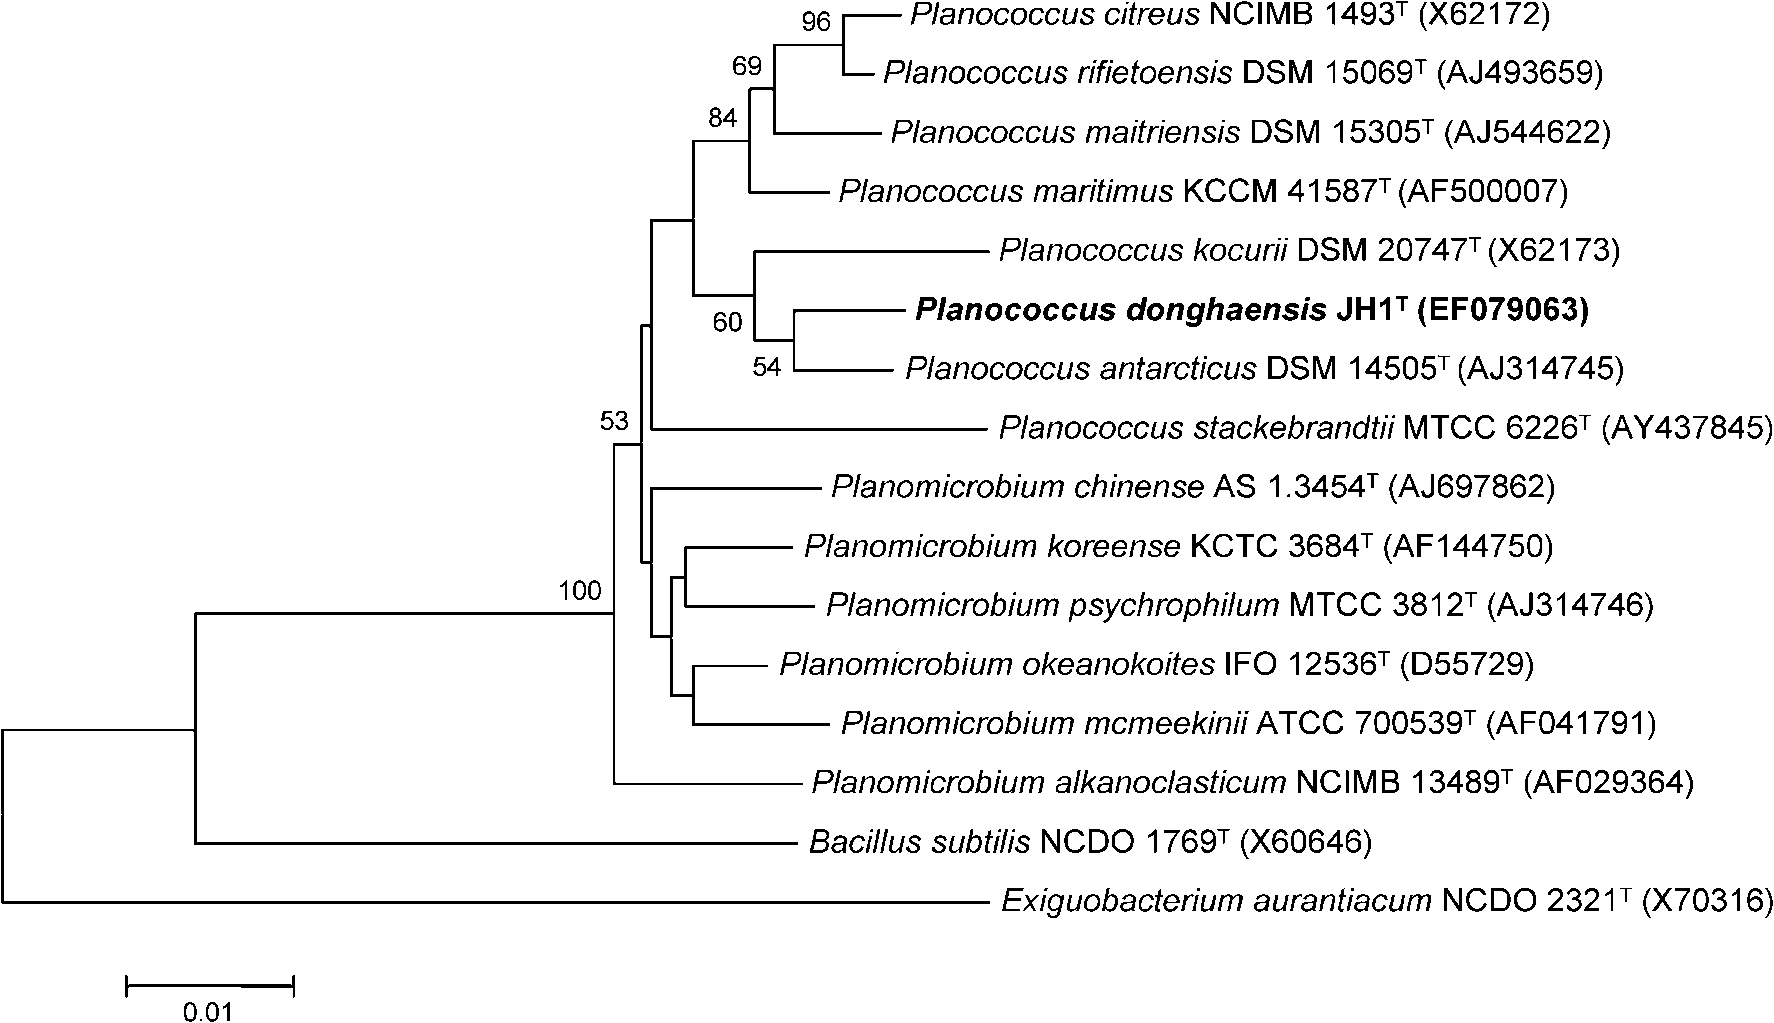 96 Planococcus citreus NCIMB 1493ᵀ (X62172)
69 Planococcus rifietoensis DSM 15069ᵀ (AJ493659)
84 Planococcus maitriensis DSM 15305ᵀ (AJ544622)
Planococcus maritimus KCCM 41587ᵀ (AF500007)
Planococcus kocurii DSM 20747ᵀ (X62173)
60 Planococcus donghaensis JH1ᵀ (EF079063)
54 Planococcus antarcticus DSM 14505ᵀ (AJ314745)
53 Planococcus stackebrandtii MTCC 6226ᵀ (AY437845)
Planomicrobium chinense AS 1.3454ᵀ (AJ697862)
Planomicrobium koreense KCTC 3684ᵀ (AF144750)
100 Planomicrobium psychrophilum MTCC 3812ᵀ (AJ314746)
Planomicrobium okeanokoites IFO 12536ᵀ (D55729)
Planomicrobium mcmeekinii ATCC 700539ᵀ (AF041791)
Planomicrobium alkanoclasticum NCIMB 13489ᵀ (AF029364)
Bacillus subtilis NCDO 1769ᵀ (X60646)
Exiguobacterium aurantiacum NCDO 2321ᵀ (X70316)
0.01